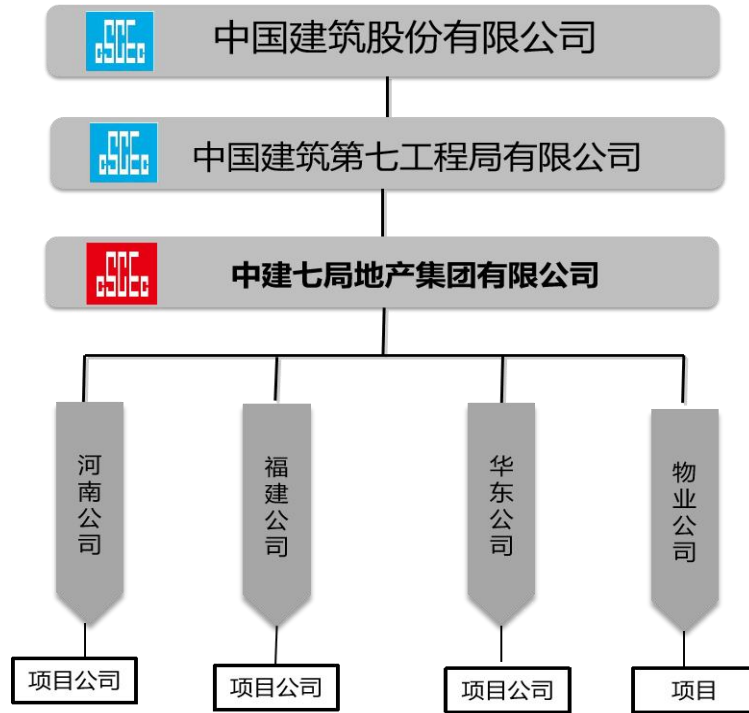 CSCEC 中国建筑股份有限公司
CSCEC 中国建筑第七工程局有限公司
CSCEC 中建七局地产集团有限公司
河南公司
福建公司
华东公司
物业公司
项目公司
项目公司
项目公司
项目